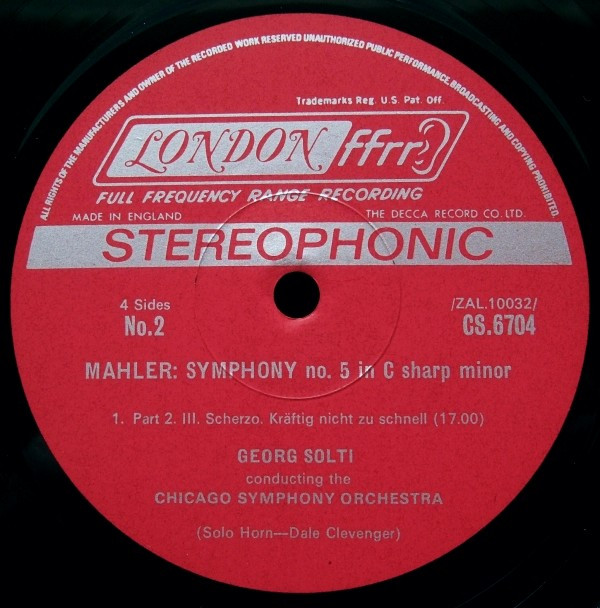 ALL RIGHTS OF THE MANUFACTURERS AND OWNER OF THE RECORDED WORK RESERVED UNAUTHORIZED PUBLIC PERFORMANCE, BROADCASTING AND COPYING PROHIBITED.
Trademarks Reg. U.S. Pat. Off.
LONDON ffrr
FULL FREQUENCY RANGE RECORDING
MADE IN ENGLAND THE DECCA RECORD CO. LTD.
STEREOPHONIC
4 Sides /ZAL.10032/
No.2 CS.6704
MAHLER: SYMPHONY no. 5 in C sharp minor
1. Part 2. III. Scherzo. Kräftig nicht zu schnell (17.00)
GEORG SOLTI
conducting the
CHICAGO SYMPHONY ORCHESTRA
(Solo Horn—Dale Clevenger)